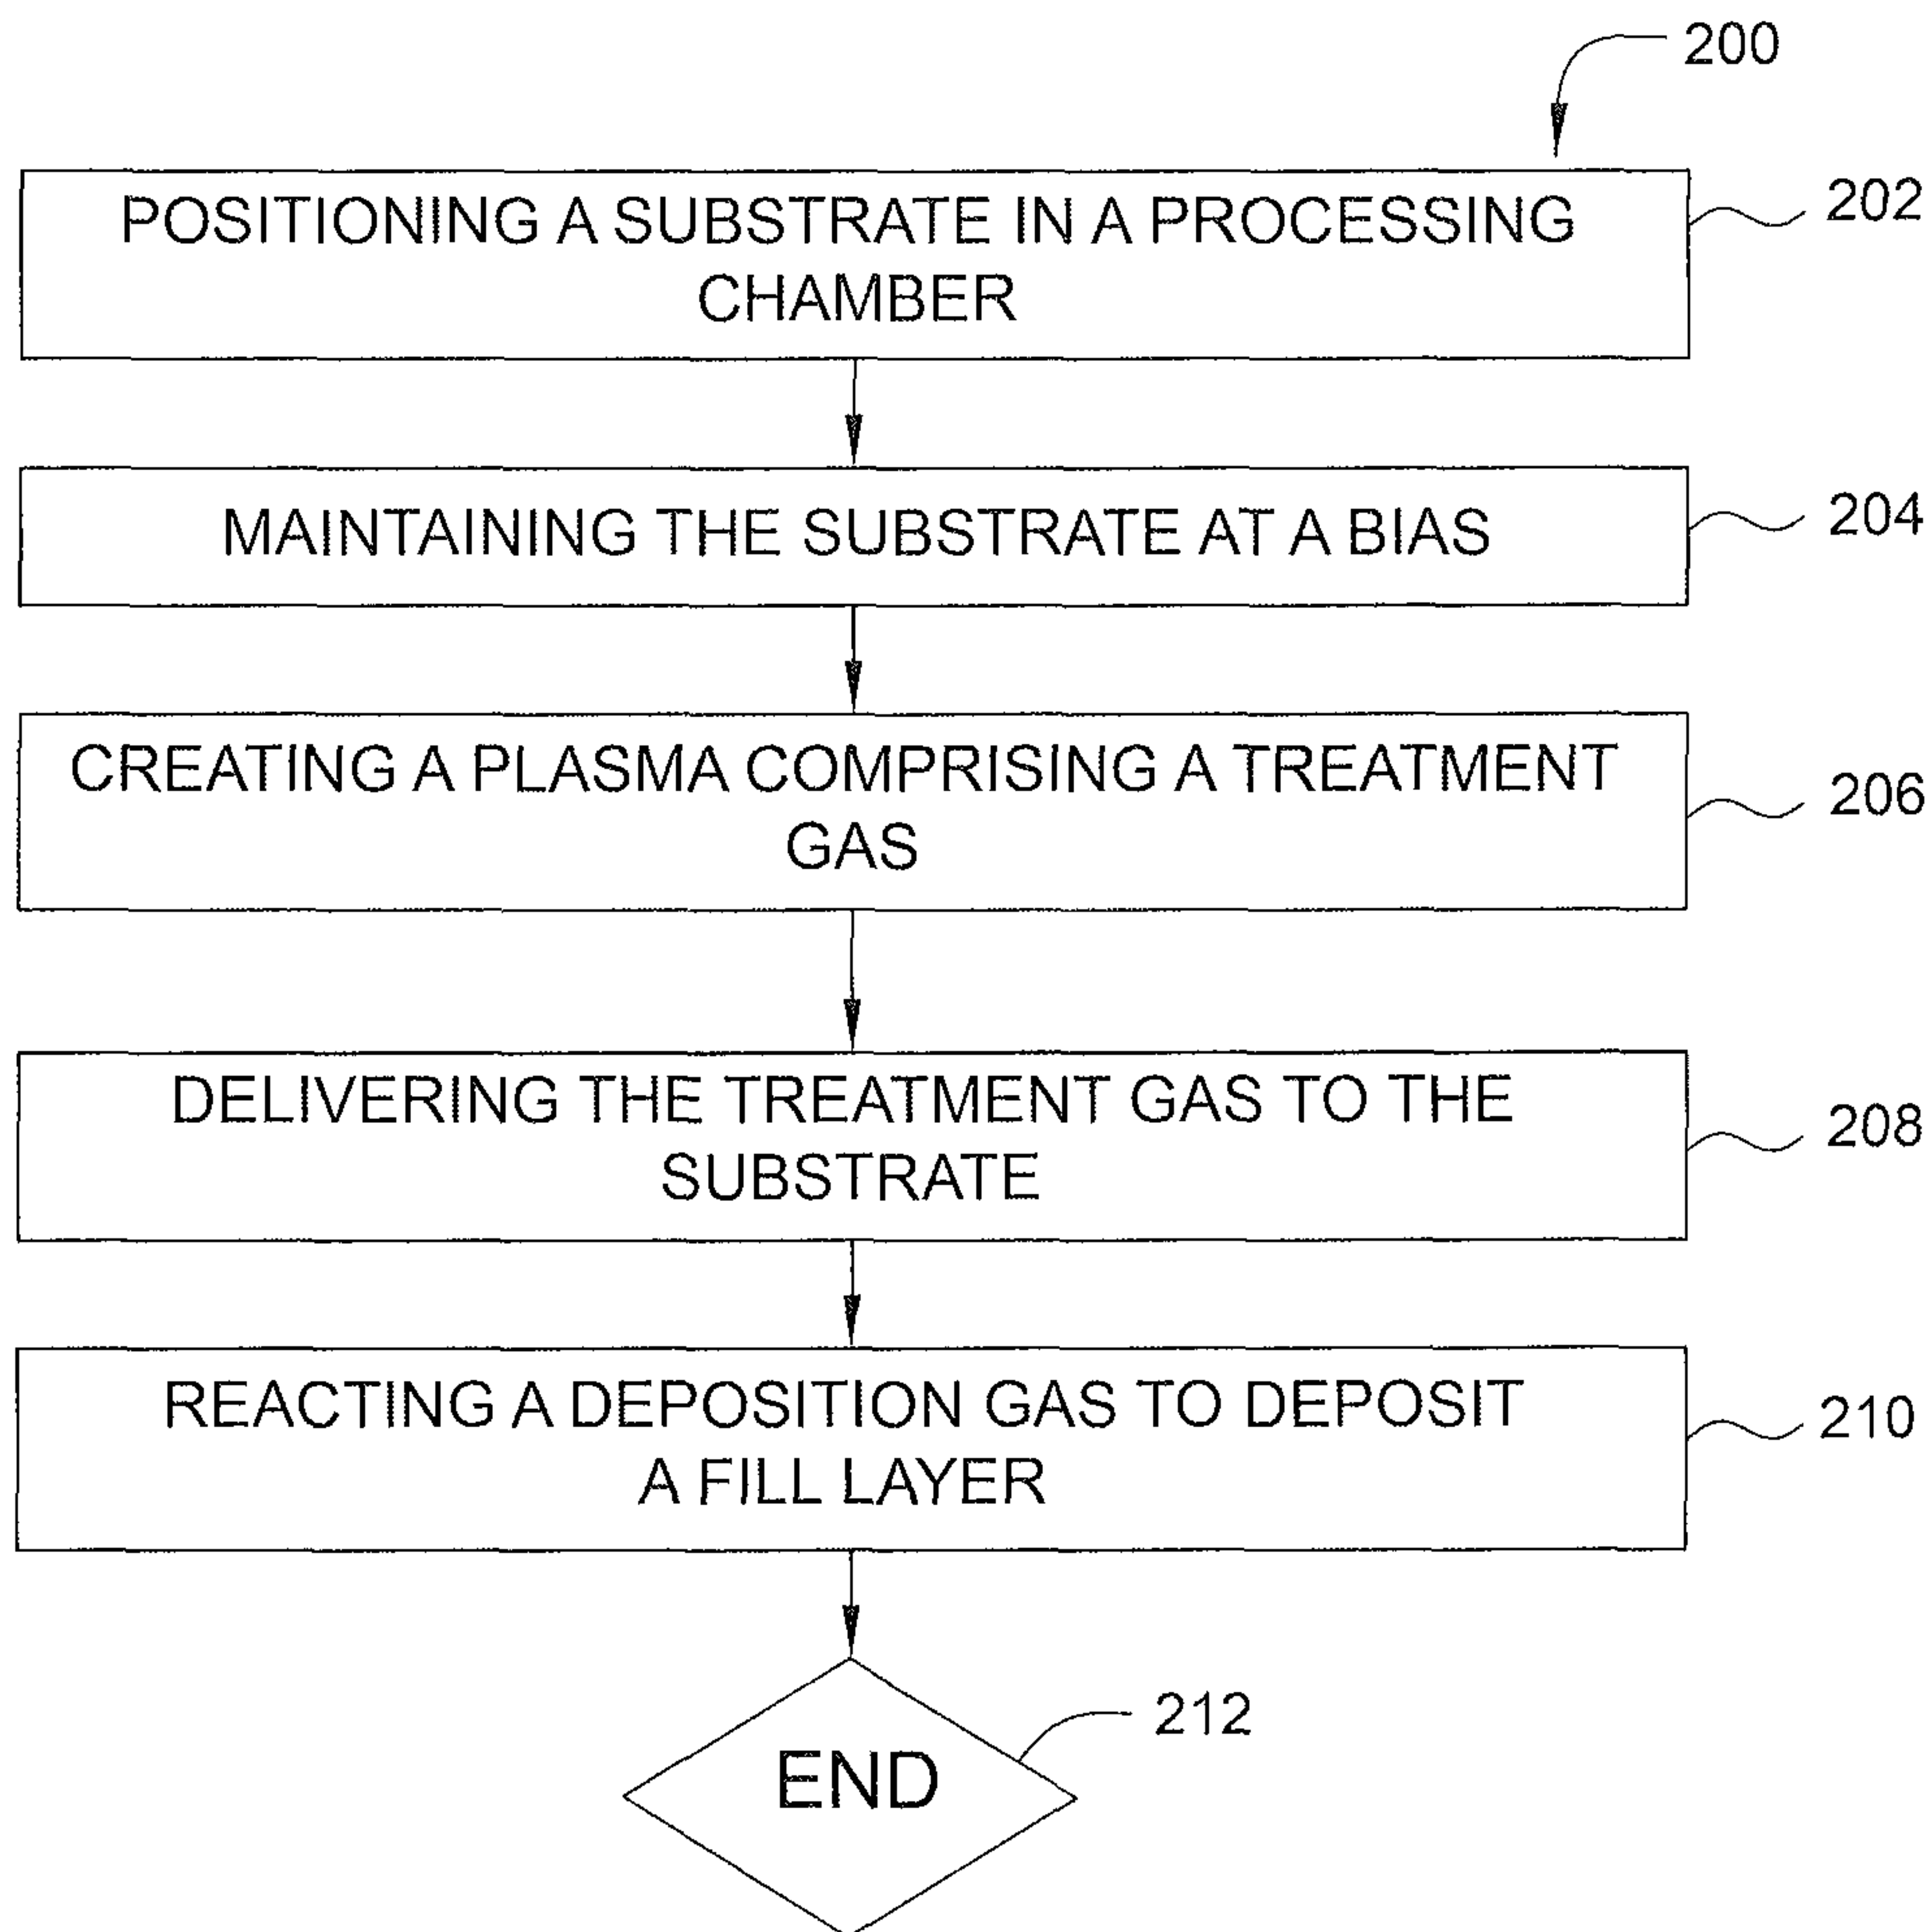 200
POSITIONING A SUBSTRATE IN A PROCESSING
CHAMBER
202
MAINTAINING THE SUBSTRATE AT A BIAS
204
CREATING A PLASMA COMPRISING A TREATMENT
GAS
206
DELIVERING THE TREATMENT GAS TO THE
SUBSTRATE
208
REACTING A DEPOSITION GAS TO DEPOSIT
A FILL LAYER
210
END
212